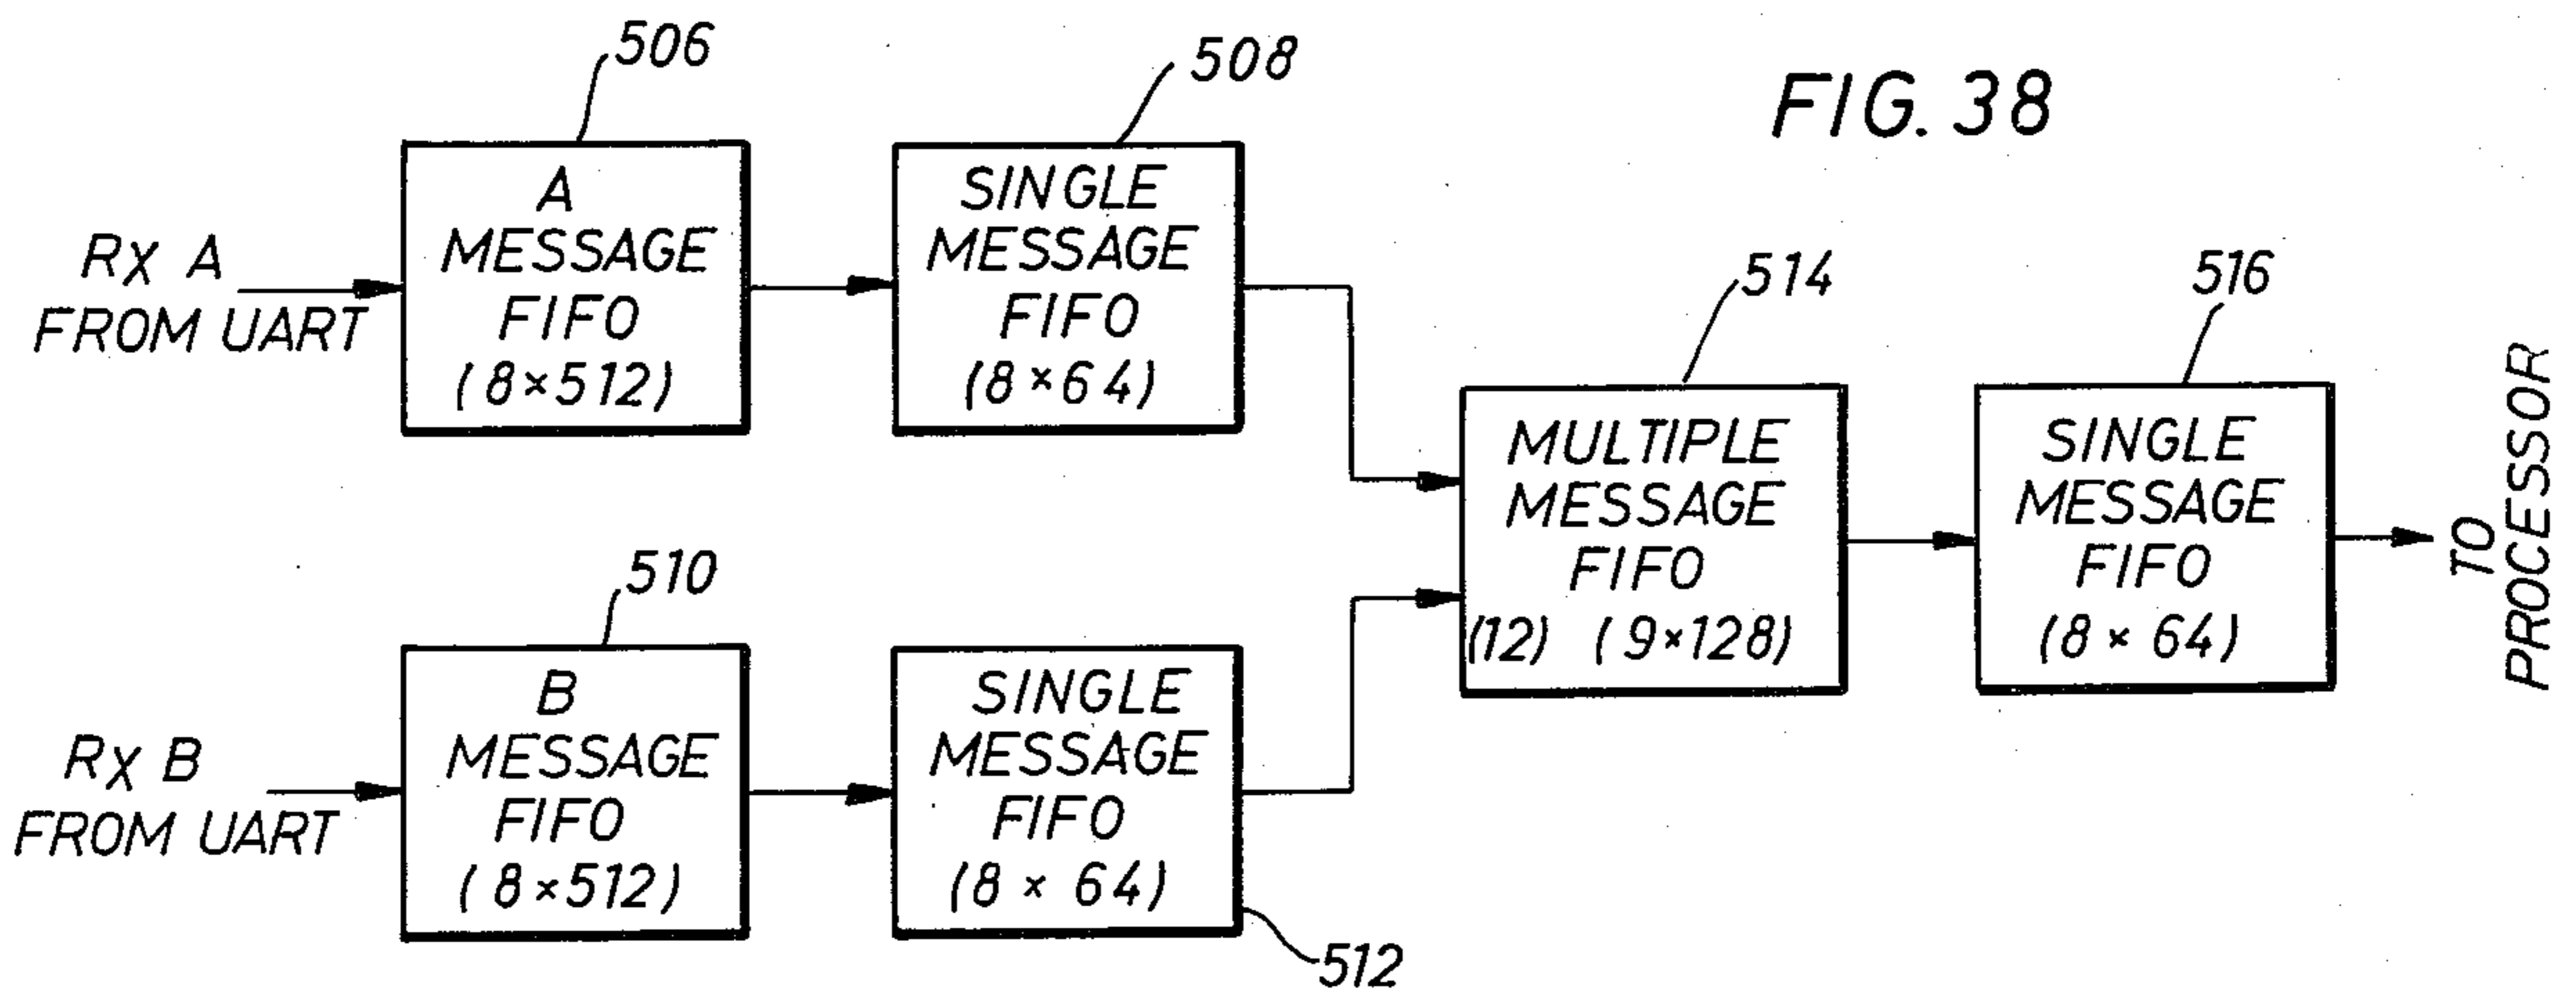 506
508
FIG. 38
A
MESSAGE
FIFO
(8×512)
SINGLE
MESSAGE
FIFO
(8×64)
RX A
FROM UART
514
516
MULTIPLE
MESSAGE
FIFO
(12) (9×128)
SINGLE
MESSAGE
FIFO
(8 × 64)
TO
PROCESSOR
510
B
MESSAGE
FIFO
(8×512)
SINGLE
MESSAGE
FIFO
(8 × 64)
RX B
FROM UART
512